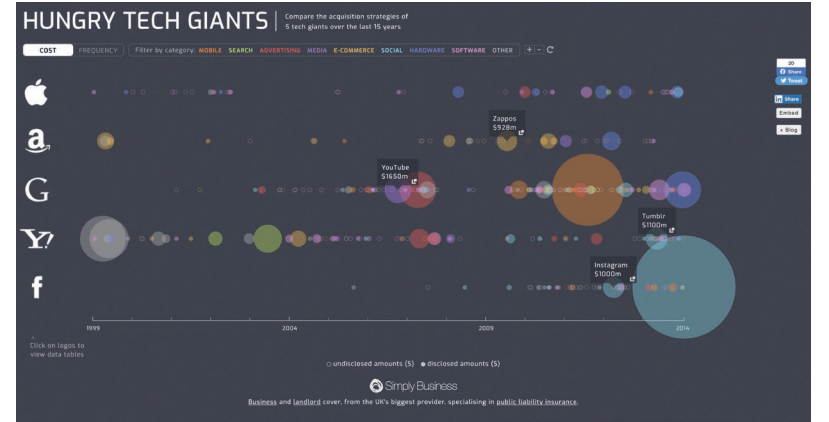 HUNGRY TECH GIANTS
Compare the acquisition strategies of
5 tech giants over the last 15 years
COST FREQUENCY Filter by category: MOBILE SEARCH ADVERTISING MEDIA E-COMMERCE SOCIAL HARDWARE SOFTWARE OTHER + -
20
Share
Tweet
Share
Embed
+ Blog
a
G
Y!
f
Zappos
$928m
YouTube
$1650m
Tumblr
$1100m
Instagram
$1000m
1999 2004 2009 2014
^
Click on logos to
view data tables
undisclosed amounts ($) disclosed amounts ($)
Simply Business
Business and landlord cover, from the UK's biggest provider, specialising in public liability insurance.